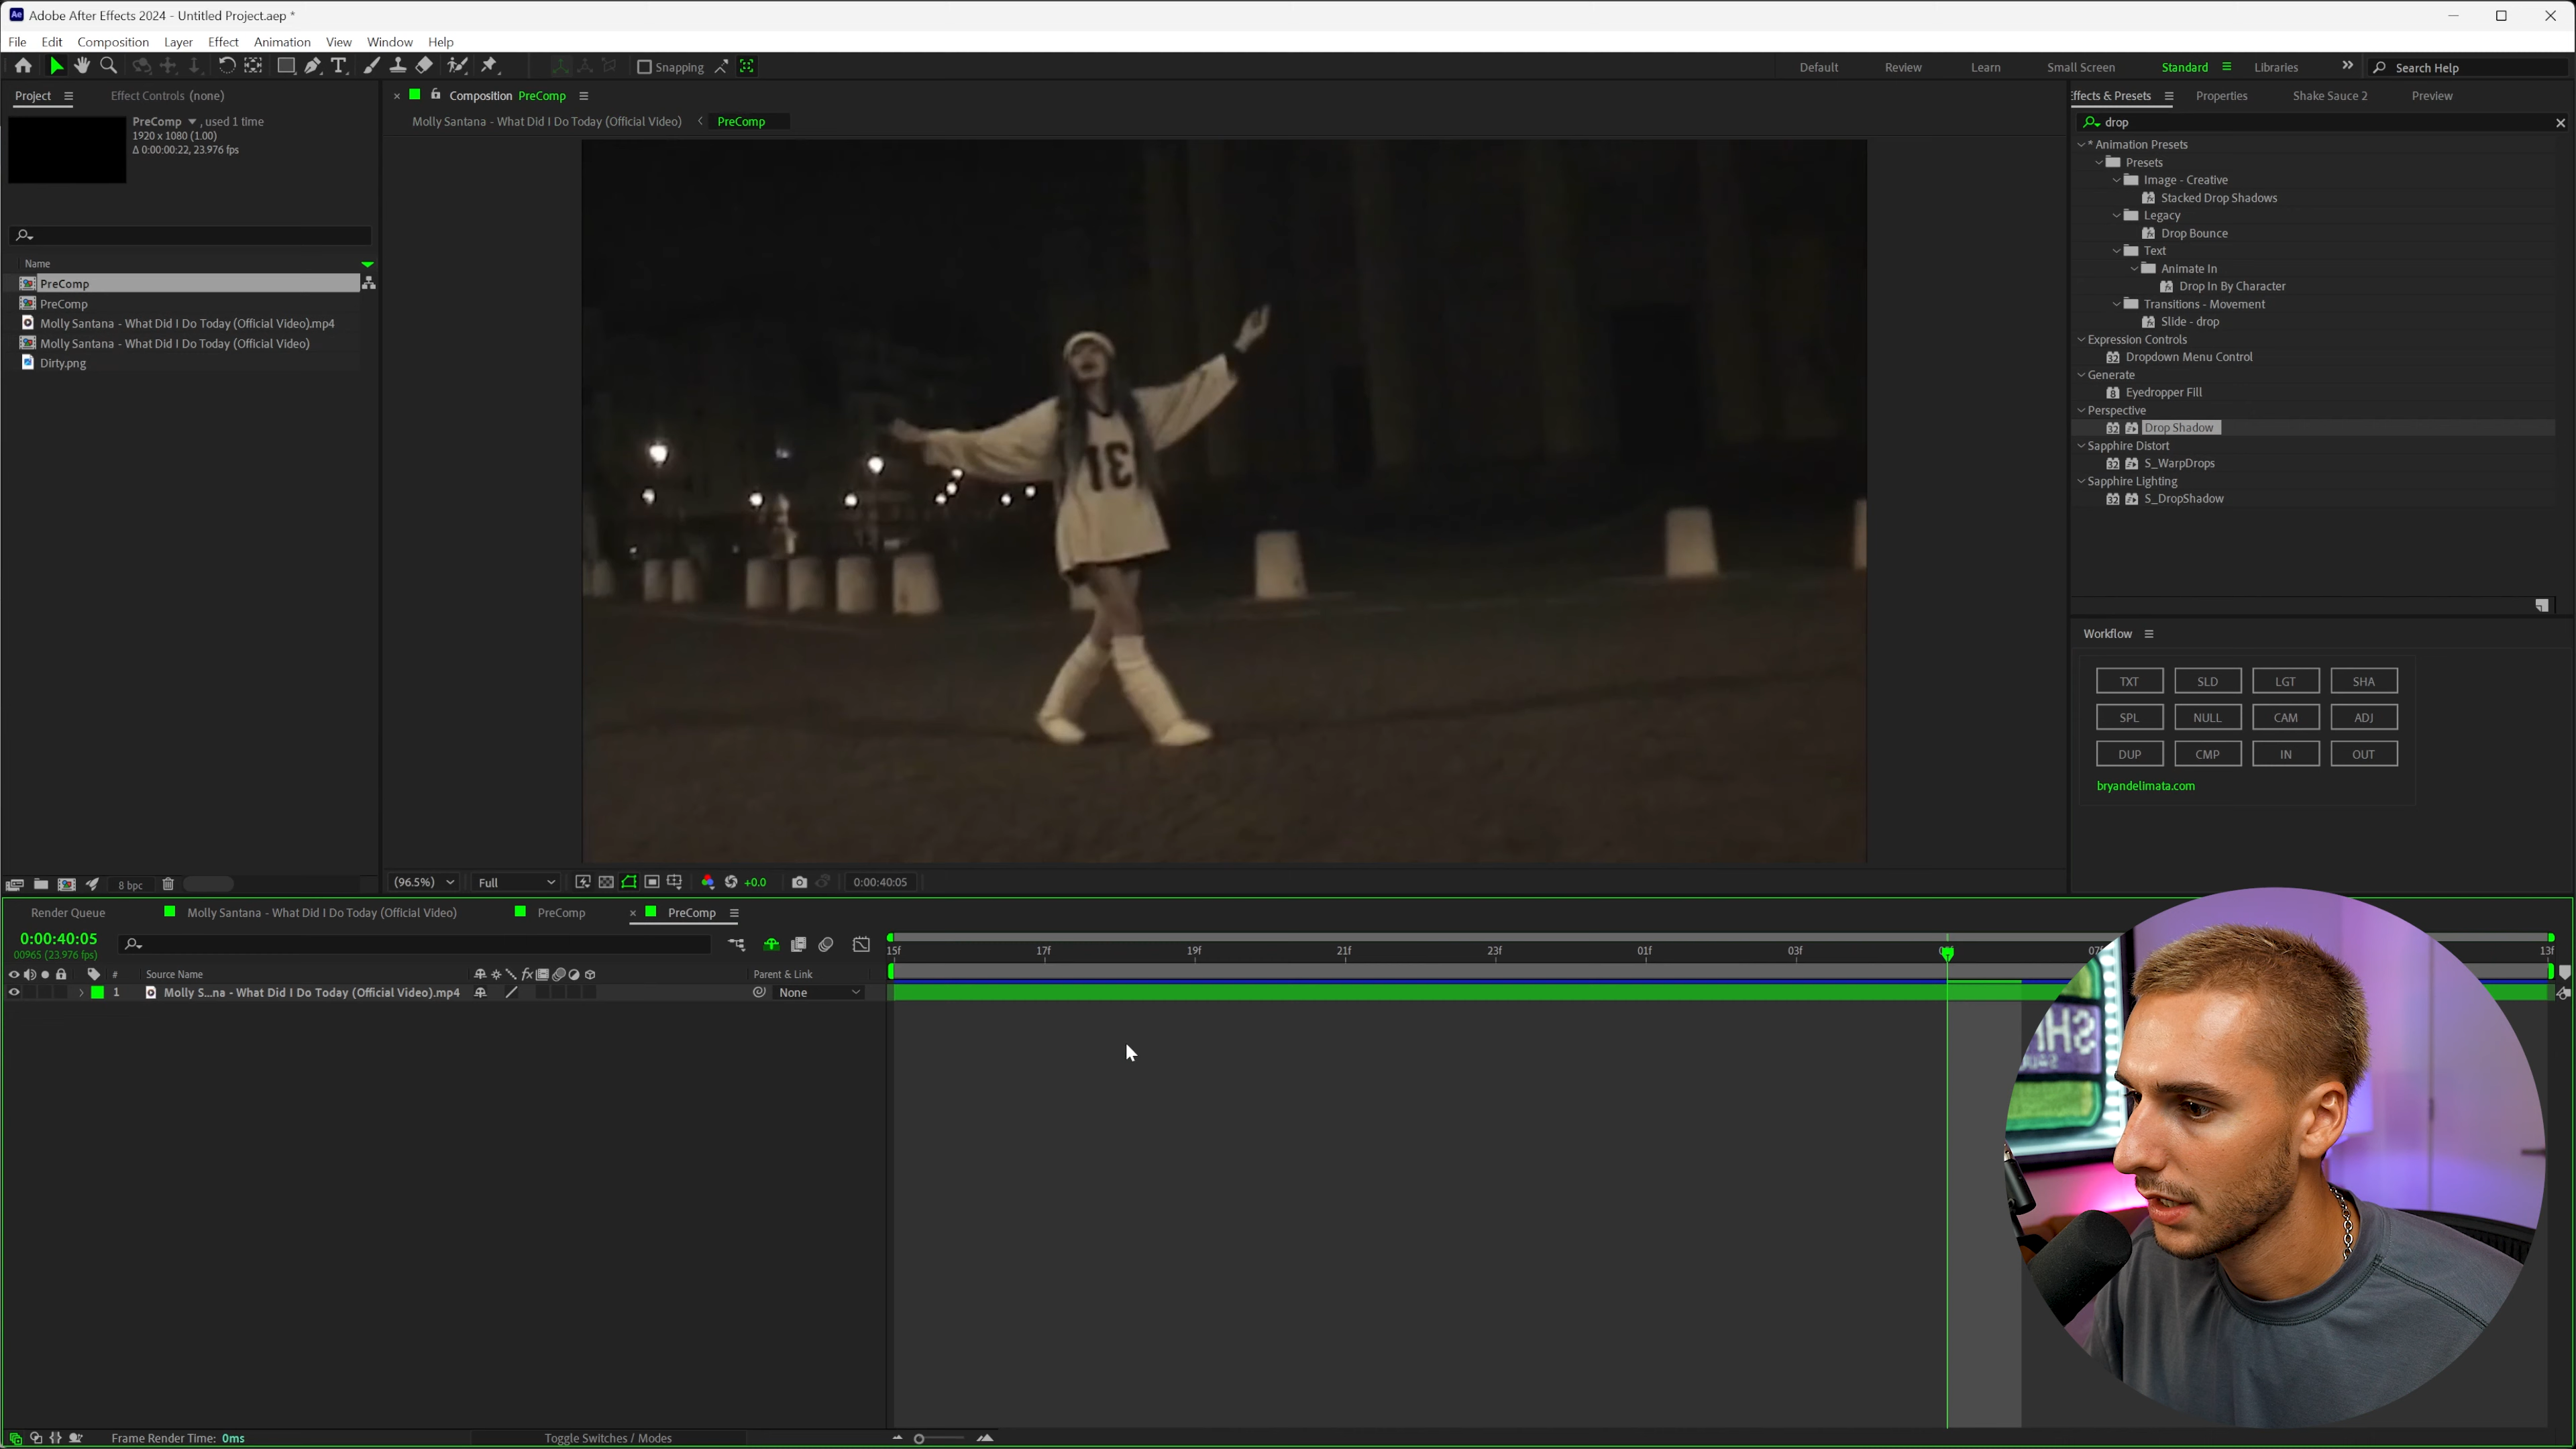 Ae Adobe After Effects 2024 - Untitled Project.aep *
File Edit Composition Layer Effect Animation View Window Help
Snapping Default Review Learn Small Screen Standard Libraries Search Help
Project Effect Controls (none)
PreComp , used 1 time
1920 x 1080 (1.00)
Δ 0:00:00:22, 23.976 fps
Name
PreComp
PreComp
Molly Santana - What Did I Do Today (Official Video).mp4
Molly Santana - What Did I Do Today (Official Video)
Dirty.png
8 bpc
Composition PreComp
Molly Santana - What Did I Do Today (Official Video) PreComp
31
(96.5%) Full +0.0 0:00:40:05
ffects & Presets Properties Shake Sauce 2 Preview
drop
* Animation Presets
Presets
Image - Creative
Stacked Drop Shadows
Legacy
Drop Bounce
Text
Animate In
Drop In By Character
Transitions - Movement
Slide - drop
Expression Controls
32 Dropdown Menu Control
Generate
8 Eyedropper Fill
Perspective
32 Drop Shadow
Sapphire Distort
32 S_WarpDrops
Sapphire Lighting
32 S_DropShadow
Workflow
TXT SLD LGT SHA
SPL NULL CAM ADJ
DUP CMP IN OUT
bryandelimata.com
Render Queue Molly Santana - What Did I Do Today (Official Video) PreComp PreComp
0:00:40:05
00965 (23.976 fps)
15f 17f 19f 21f 23f 01f 03f 13f
# Source Name fx Parent & Link
1 Molly S...na - What Did I Do Today (Official Video).mp4 None
Frame Render Time: 0ms Toggle Switches / Modes